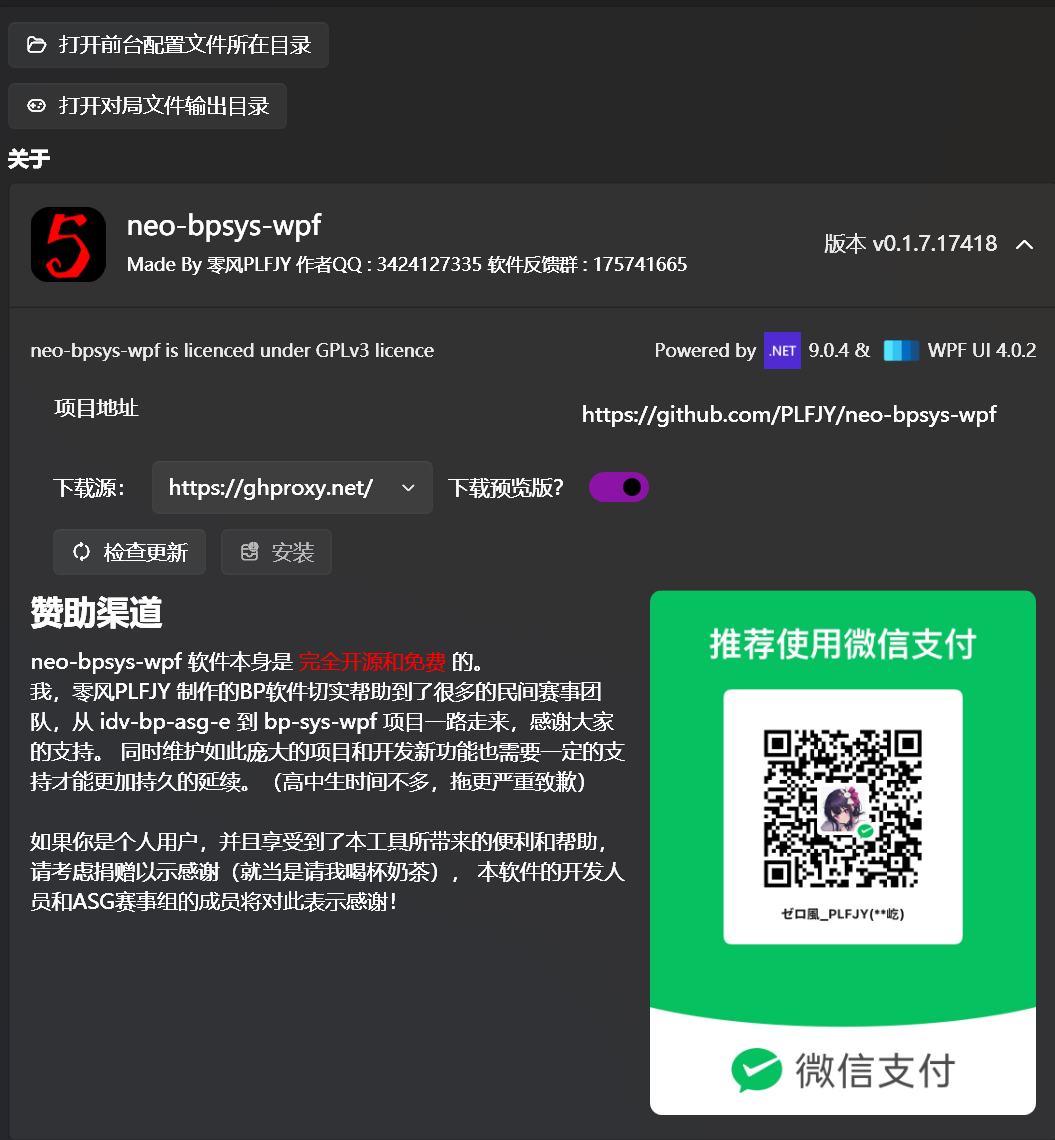 打开前台配置文件所在目录
打开对局文件输出目录
关于
5
neo-bpsys-wpf
Made By 零风PLFJY 作者QQ : 3424127335 软件反馈群 : 175741665
版本 v0.1.7.17418
neo-bpsys-wpf is licenced under GPLv3 licence
Powered by .NET 9.0.4 & WPF UI 4.0.2
项目地址
https://github.com/PLFJY/neo-bpsys-wpf
下载源：
https://ghproxy.net/
下载预览版？
检查更新
安装
赞助渠道
neo-bpsys-wpf 软件本身是 完全开源和免费 的。
我，零风PLFJY 制作的BP软件切实帮助到了很多的民间赛事团
队，从 idv-bp-asg-e 到 bp-sys-wpf 项目一路走来，感谢大家
的支持。 同时维护如此庞大的项目和开发新功能也需要一定的支
持才能更加持久的延续。（高中生时间不多，拖更严重致歉）
如果你是个人用户，并且享受到了本工具所带来的便利和帮助，
请考虑捐赠以示感谢（就当是请我喝杯奶茶）， 本软件的开发人
员和ASG赛事组的成员将对此表示感谢！
推荐使用微信支付
ゼロ風_PLFJY(**屹)
微信支付